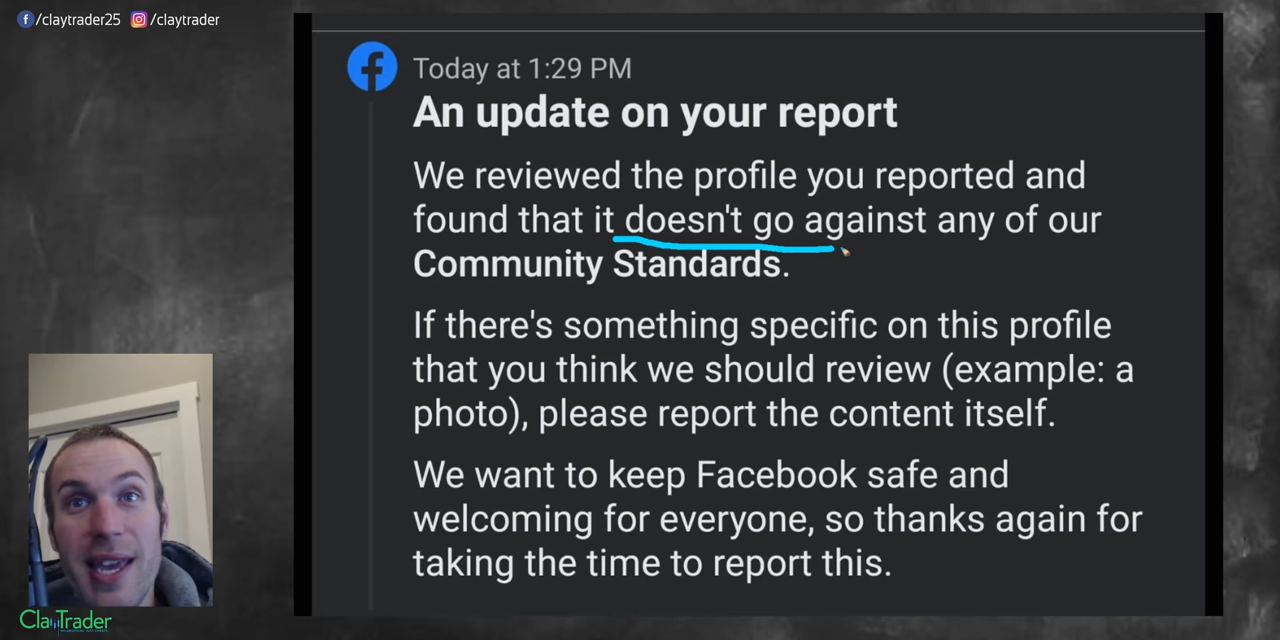 /claytrader25 /claytrader
Today at 1:29 PM
An update on your report
We reviewed the profile you reported and
found that it doesn't go against any of our
Community Standards.
If there's something specific on this profile
that you think we should review (example: a
photo), please report the content itself.
We want to keep Facebook safe and
welcoming for everyone, so thanks again for
taking the time to report this.
ClayTrader